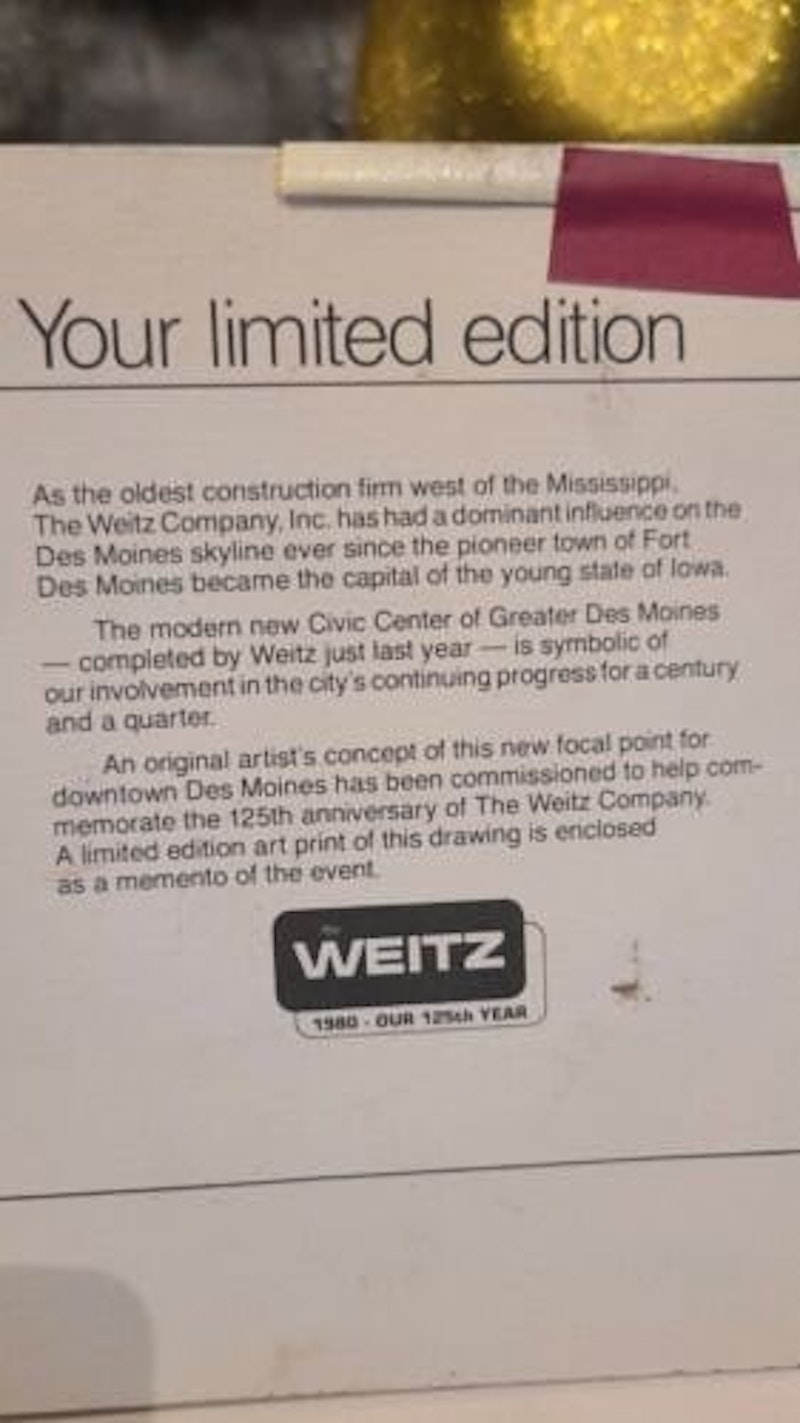 Your limited edition
As the oldest construction firm west of the Mississippi,
The Weitz Company, Inc. has had a dominant influence on the
Des Moines skyline ever since the pioneer town of Fort
Des Moines became the capital of the young state of Iowa.
The modern new Civic Center of Greater Des Moines
— completed by Weitz just last year — is symbolic of
our involvement in the city's continuing progress for a century
and a quarter.
An original artist's concept of this new focal point for
downtown Des Moines has been commissioned to help com-
memorate the 125th anniversary of The Weitz Company.
A limited edition art print of this drawing is enclosed
as a memento of the event.
WEITZ
1980 - OUR 125th YEAR